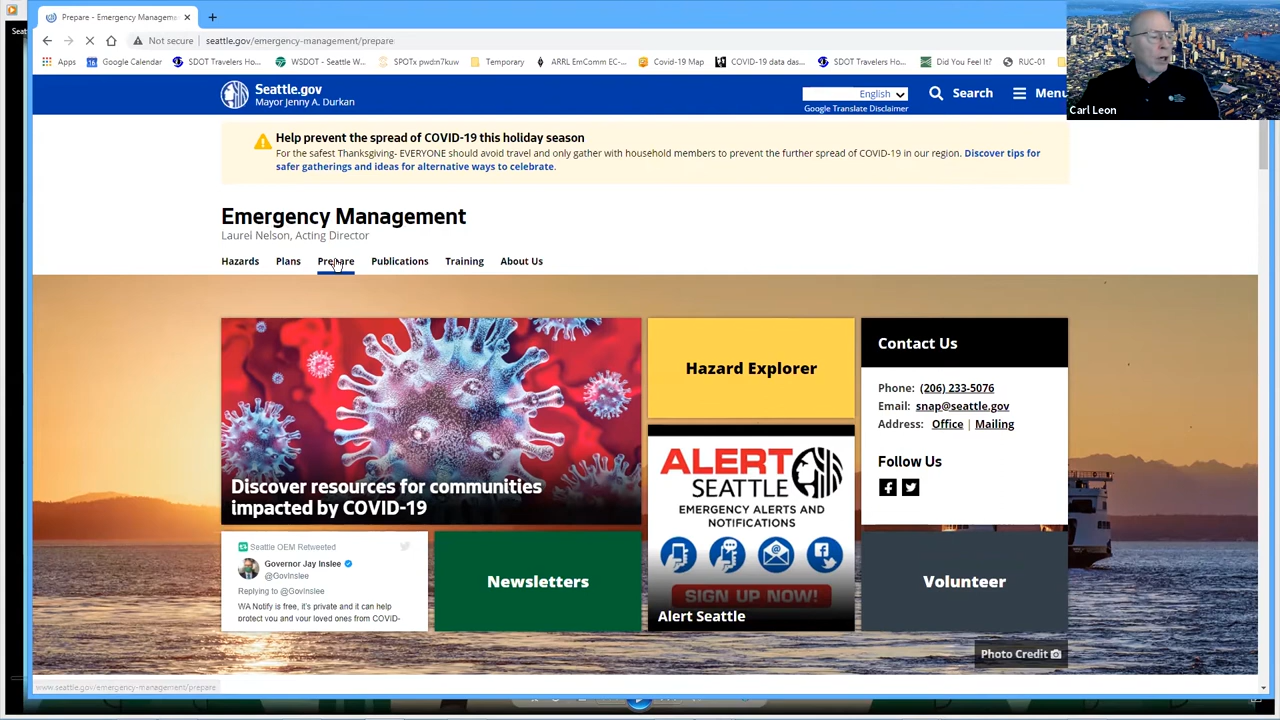 Prepare - Emergency Management
Not secure
seattle.gov/emergency-management/prepare
Apps
Google Calendar
SDOT Travelers Ho...
WSDOT - Seattle W...
SPOTx pwd:n7kuw
Temporary
ARRL EmComm EC-...
Covid-19 Map
COVID-19 data das...
SDOT Travelers Ho...
Did You Feel It?
RUC-01
Carl Leon
Seattle.gov
Mayor Jenny A. Durkan
English
Google Translate Disclaimer
Search
Menu
Help prevent the spread of COVID-19 this holiday season
For the safest Thanksgiving- EVERYONE should avoid travel and only gather with household members to prevent the further spread of COVID-19 in our region. Discover tips for
safer gatherings and ideas for alternative ways to celebrate.
Emergency Management
Laurel Nelson, Acting Director
Hazards
Plans
Prepare
Publications
Training
About Us
Discover resources for communities
impacted by COVID-19
Hazard Explorer
Contact Us
Phone: (206) 233-5076
Email: snap@seattle.gov
Address: Office | Mailing
Follow Us
ALERT
SEATTLE
EMERGENCY ALERTS AND
NOTIFICATIONS
SIGN UP NOW!
Alert Seattle
Seattle OEM Retweeted
Governor Jay Inslee
@GovInslee
Replying to @GovInslee
WA Notify is free, it's private and it can help
protect you and your loved ones from COVID-
Newsletters
Volunteer
Photo Credit
www.seattle.gov/emergency-management/prepare